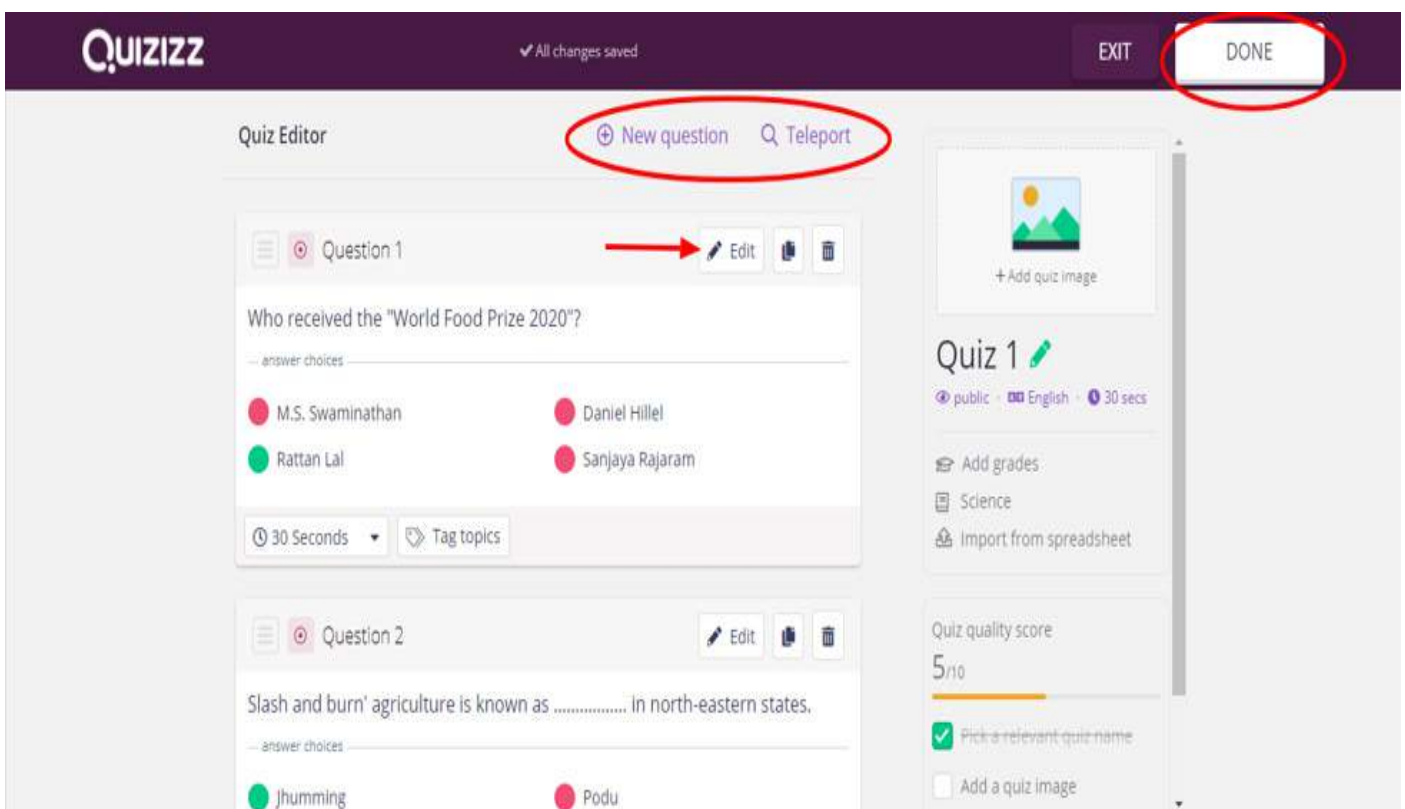 QUIZIZZ
All changes saved
EXIT
DONE
Quiz Editor
New question
Teleport
Question 1
Edit
Who received the "World Food Prize 2020"?
answer choices
M.S. Swaminathan
Daniel Hillel
Rattan Lal
Sanjaya Rajaram
30 Seconds
Tag topics
Question 2
Edit
Slash and burn' agriculture is known as ................. in north-eastern states.
answer choices
Jhumming
Podu
+Add quiz image
Quiz 1
public · English · 30 secs
Add grades
Science
Import from spreadsheet
Quiz quality score
5/10
Pick a relevant quiz name
Add a quiz image